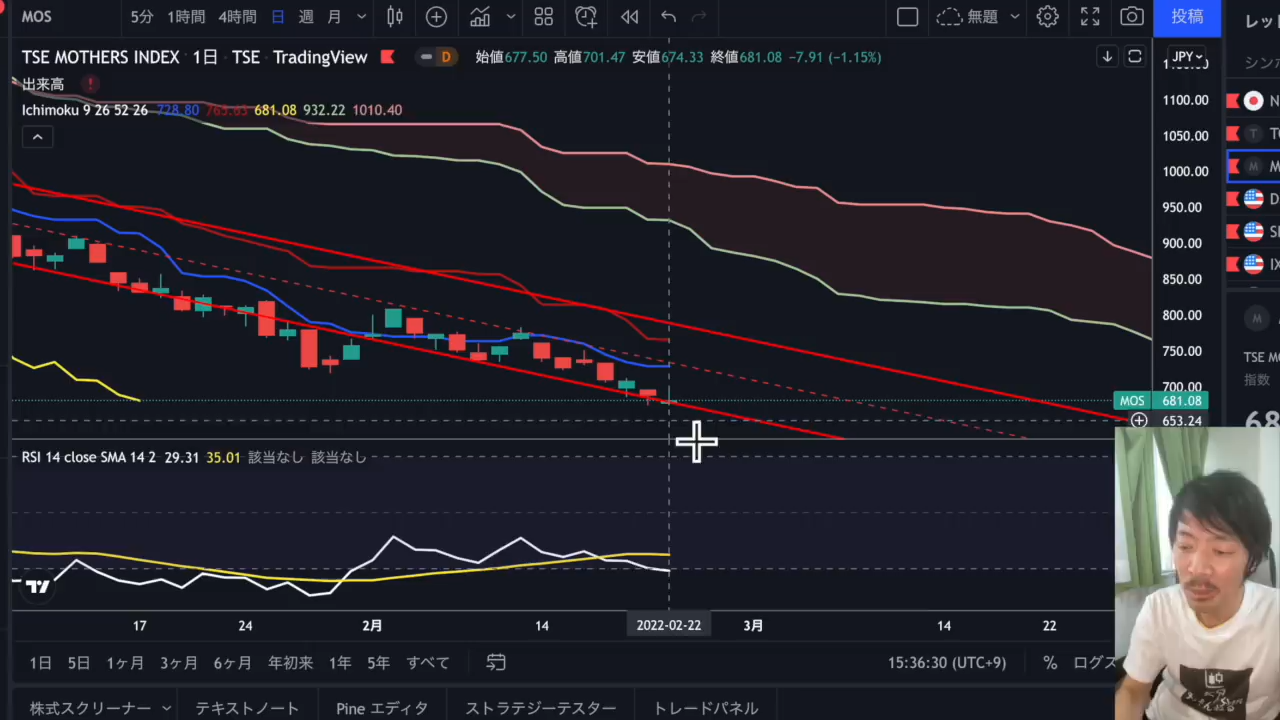 MOS 5分 1時間 4時間 日 週 月 無題 投稿
TSE MOTHERS INDEX · 1日 · TSE TradingView D 始値677.50 高値701.47 安値674.33 終値681.08 −7.91 (−1.15%)
出来高
Ichimoku 9 26 52 26 728.80 765.65 681.08 932.22 1010.40
JPY
1100.00
1050.00
1000.00
950.00
900.00
850.00
800.00
750.00
700.00
MOS 681.08
653.24
RSI 14 close SMA 14 2 29.31 35.01 該当なし 該当なし
17 24 2月 14 2022-02-22 3月 14 22
1日 5日 1ヶ月 3ヶ月 6ヶ月 年初来 1年 5年 すべて 15:36:30 (UTC+9) % ログス
株式スクリーナー テキストノート Pine エディタ ストラテジーテスター トレードパネル
シン
N
T
M
D
IX
M
TSE
指数